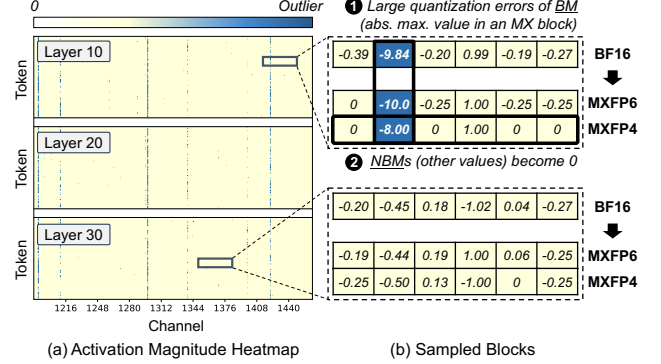 0
Outlier
Layer 10
Layer 20
Layer 30
Token
Token
Token
1216 1248 1280 1312 1344 1376 1408 1440
Channel
(a) Activation Magnitude Heatmap
1 Large quantization errors of BM
(abs. max. value in an MX block)
-0.39 -9.84 -0.20 0.99 -0.19 -0.27 BF16
0 -10.0 -0.25 1.00 -0.25 -0.25 MXFP6
0 -8.00 0 1.00 0 0 MXFP4
2 NBMs (other values) become 0
-0.20 -0.45 0.18 -1.02 0.04 -0.27 BF16
-0.19 -0.44 0.19 1.00 0.06 -0.25 MXFP6
-0.25 -0.50 0.13 -1.00 0 -0.25 MXFP4
(b) Sampled Blocks